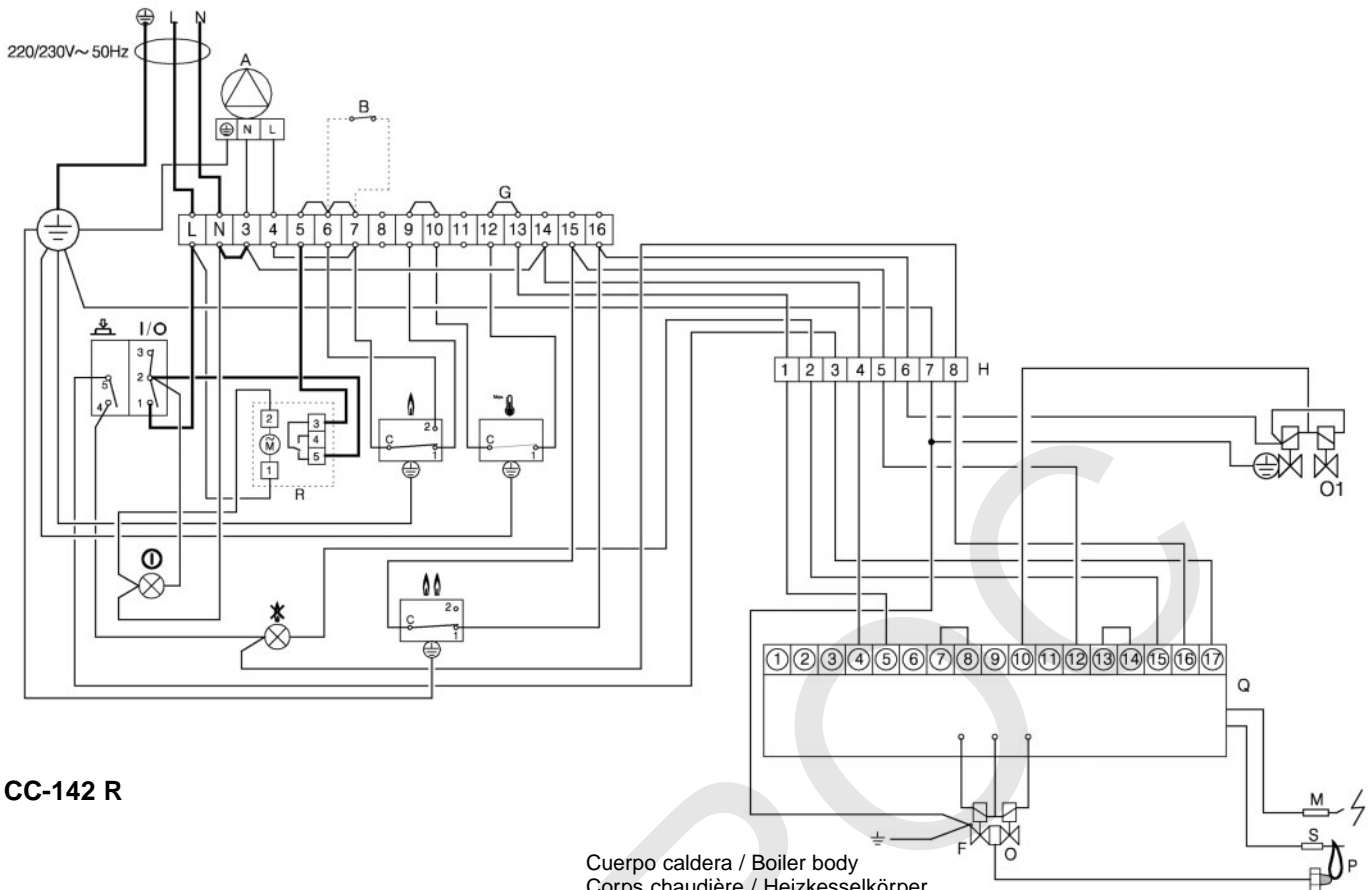 L N
220/230V~ 50Hz
A
B
N L
G
L N 3 4 5 6 7 8 9 10 11 12 13 14 15 16
I/O
3
2
1
5
4
2
M
1
3
4
5
R
C 2 1
Max.
C 1
1 2 3 4 5 6 7 8 H
O1
C 2 1
1 2 3 4 5 6 7 8 9 10 11 12 13 14 15 16 17
Q
F O
M
S
P
CC-142 R
Cuerpo caldera / Boiler body
Corps chaudière / Heizkesselkörper